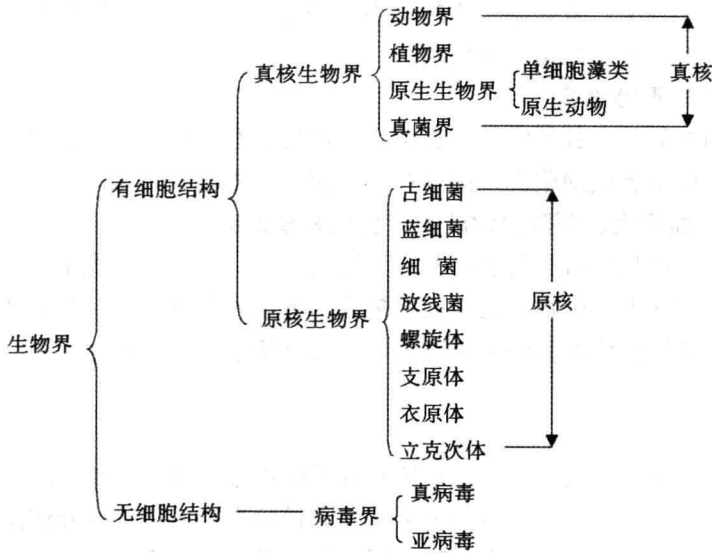 生物界
有细胞结构
真核生物界
动物界
植物界
原生生物界
单细胞藻类
原生动物
真菌界
真核
原核生物界
古细菌
蓝细菌
细 菌
放线菌
螺旋体
支原体
衣原体
立克次体
原核
无细胞结构
病毒界
真病毒
亚病毒